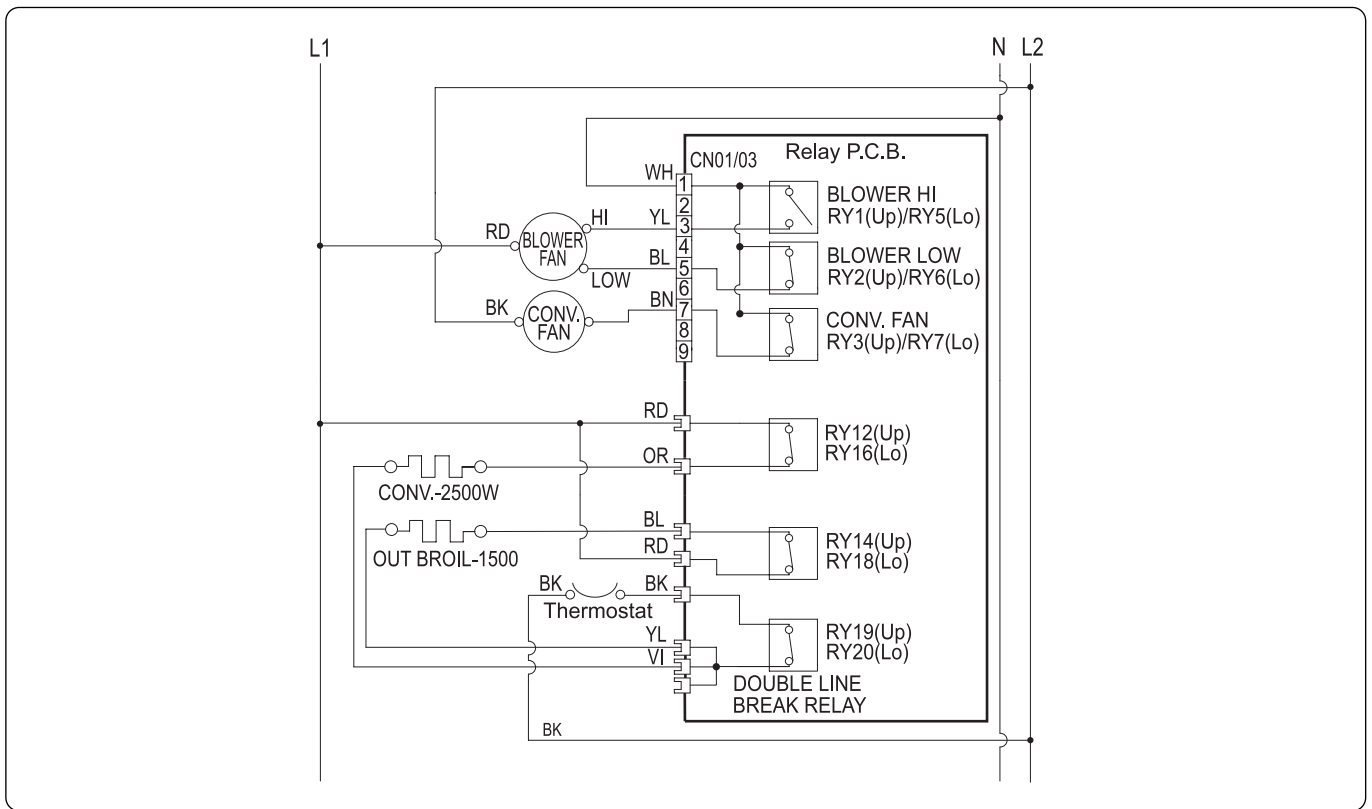 L1
N L2
Relay P.C.B.
CN01/03
WH
1
2
3
4
5
6
7
8
9
BLOWER HI
RY1(Up)/RY5(Lo)
HI
YL
RD
BLOWER
FAN
BL
LOW
BLOWER LOW
RY2(Up)/RY6(Lo)
BN
BK
CONV.
FAN
CONV. FAN
RY3(Up)/RY7(Lo)
RD
OR
RY12(Up)
RY16(Lo)
CONV.-2500W
BL
RD
OUT BROIL-1500
RY14(Up)
RY18(Lo)
BK
BK
Thermostat
YL
VI
RY19(Up)
RY20(Lo)
DOUBLE LINE
BREAK RELAY
BK